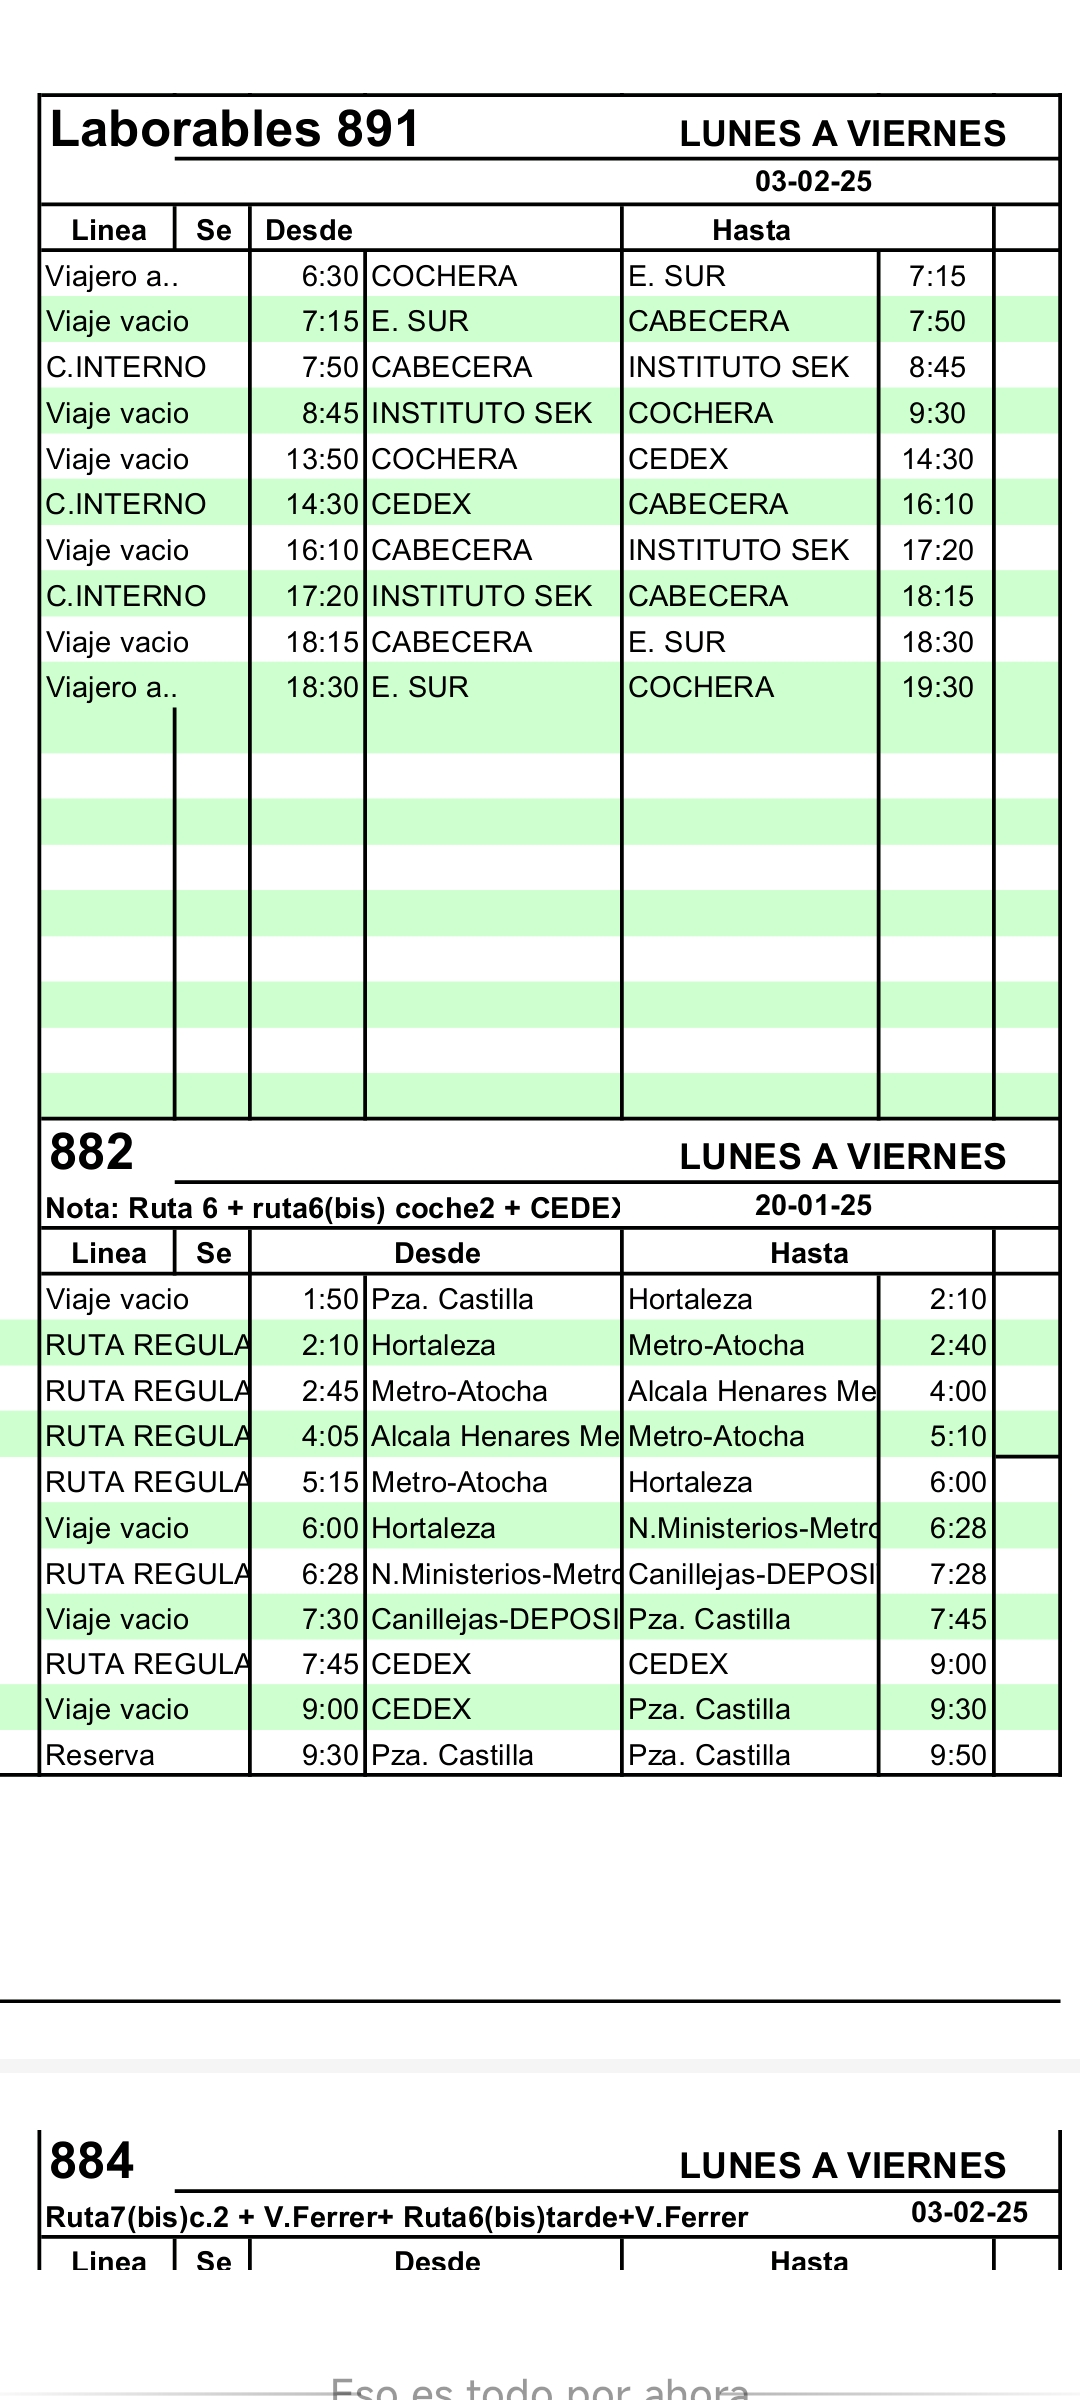 Laborables 891 LUNES A VIERNES
03-02-25
Linea Se Desde Hasta
Viajero a.. 6:30 COCHERA E. SUR 7:15
Viaje vacio 7:15 E. SUR CABECERA 7:50
C.INTERNO 7:50 CABECERA INSTITUTO SEK 8:45
Viaje vacio 8:45 INSTITUTO SEK COCHERA 9:30
Viaje vacio 13:50 COCHERA CEDEX 14:30
C.INTERNO 14:30 CEDEX CABECERA 16:10
Viaje vacio 16:10 CABECERA INSTITUTO SEK 17:20
C.INTERNO 17:20 INSTITUTO SEK CABECERA 18:15
Viaje vacio 18:15 CABECERA E. SUR 18:30
Viajero a.. 18:30 E. SUR COCHERA 19:30
882 LUNES A VIERNES
Nota: Ruta 6 + ruta6(bis) coche2 + CEDEX 20-01-25
Linea Se Desde Hasta
Viaje vacio 1:50 Pza. Castilla Hortaleza 2:10
RUTA REGULA 2:10 Hortaleza Metro-Atocha 2:40
RUTA REGULA 2:45 Metro-Atocha Alcala Henares Me 4:00
RUTA REGULA 4:05 Alcala Henares Me Metro-Atocha 5:10
RUTA REGULA 5:15 Metro-Atocha Hortaleza 6:00
Viaje vacio 6:00 Hortaleza N.Ministerios-Metro 6:28
RUTA REGULA 6:28 N.Ministerios-Metro Canillejas-DEPOSI 7:28
Viaje vacio 7:30 Canillejas-DEPOSI Pza. Castilla 7:45
RUTA REGULA 7:45 CEDEX CEDEX 9:00
Viaje vacio 9:00 CEDEX Pza. Castilla 9:30
Reserva 9:30 Pza. Castilla Pza. Castilla 9:50
884 LUNES A VIERNES
Ruta7(bis)c.2 + V.Ferrer+ Ruta6(bis)tarde+V.Ferrer 03-02-25
Linea Se Desde Hasta
Eso es todo por ahora